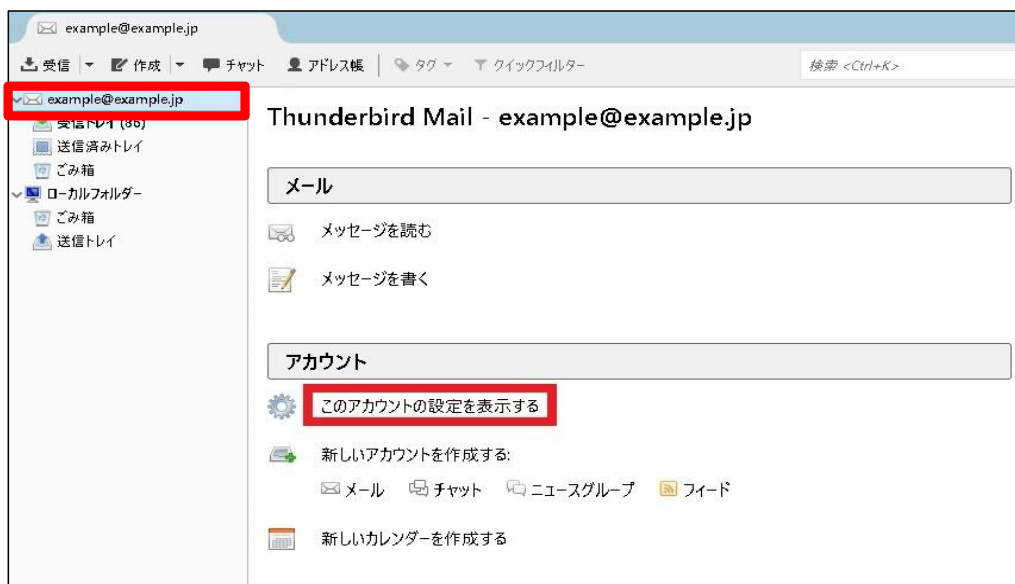 example@example.jp
受信 作成 チャット アドレス帳 タグ クイックフィルター 検索 <Ctrl+K>
example@example.jp
受信トレイ (86)
送信済みトレイ
ごみ箱
ローカルフォルダー
ごみ箱
送信トレイ
Thunderbird Mail - example@example.jp
メール
メッセージを読む
メッセージを書く
アカウント
このアカウントの設定を表示する
新しいアカウントを作成する:
メール チャット ニュースグループ フィード
新しいカレンダーを作成する